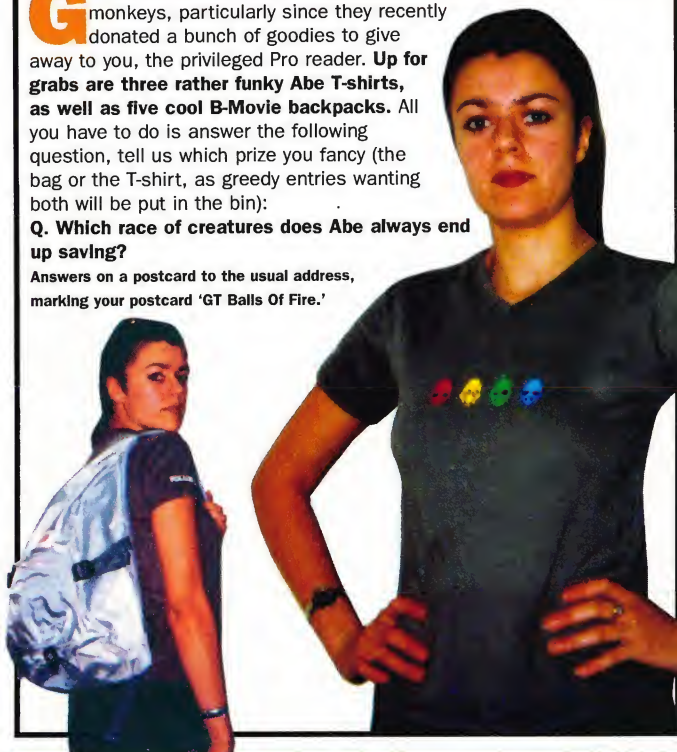 G monkeys, particularly since they recently
donated a bunch of goodies to give
away to you, the privileged Pro reader. Up for
grabs are three rather funky Abe T-shirts,
as well as five cool B-Movie backpacks. All
you have to do is answer the following
question, tell us which prize you fancy (the
bag or the T-shirt, as greedy entries wanting
both will be put in the bin):
Q. Which race of creatures does Abe always end
up saving?
Answers on a postcard to the usual address,
marking your postcard 'GT Balls Of Fire.'